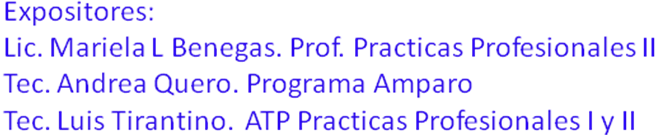 Expositores:
Lic. Mariela L Benegas. Prof. Practicas Profesionales II
Tec. Andrea Quero. Programa Amparo
Tec. Luis Tirantino. ATP Practicas Profesionales I y II